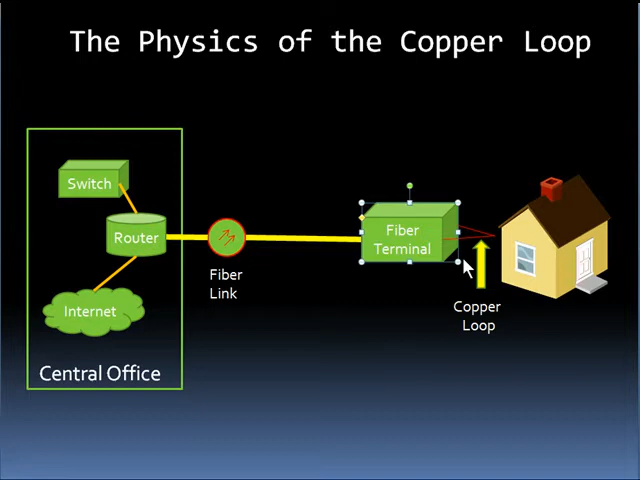 The Physics of the Copper Loop
Switch
Router
Internet
Central Office
Fiber
Link
Fiber
Terminal
Copper
Loop